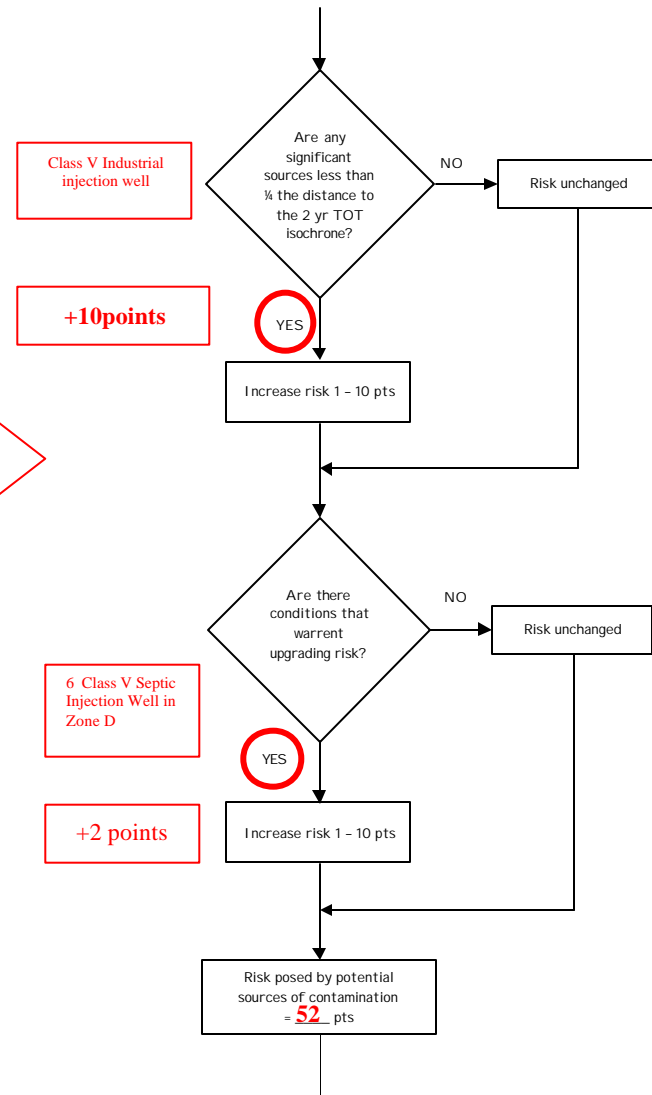 Are any
significant
sources less than
¼ the distance to
the 2 yr TOT
isochrone?
NO
Risk unchanged
Class V Industrial
injection well
+10points
YES
Increase risk 1 – 10 pts
Are there
conditions that
warrent
upgrading risk?
NO
Risk unchanged
6 Class V Septic
Injection Well in
Zone D
YES
+2 points
Increase risk 1 – 10 pts
Risk posed by potential
sources of contamination
= 52 pts